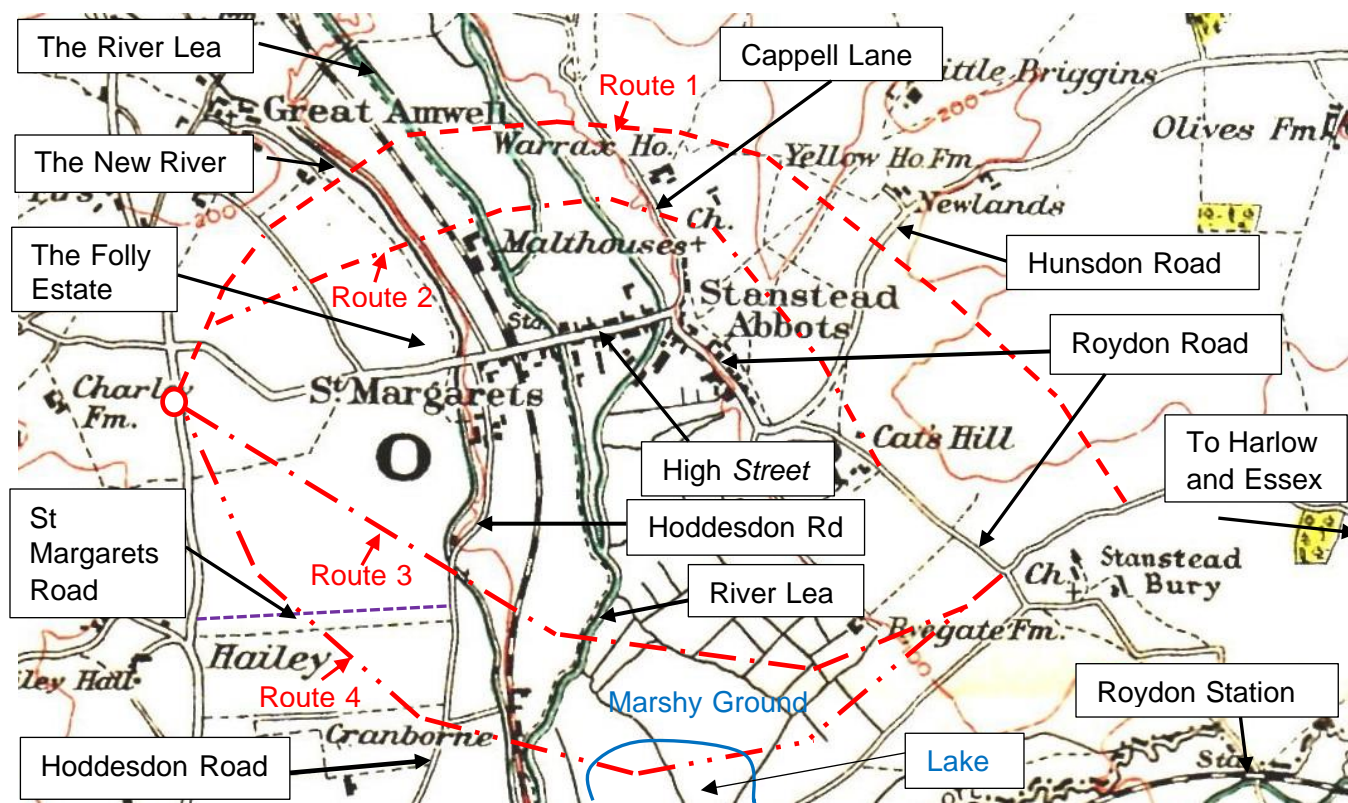 The River Lea
Cappell Lane
Little Briggins
Route 1
200
Great Amwell
Olives Fm.
Warrax Ho.
Yellow Ho. Fm.
The New River
200
Newlands
Ch.
Malthouses
Hunsdon Road
The Folly
Estate
Route 2
Stanstead
Abbots
Sta.
Roydon Road
Charley
Fm.
St. Margarets
Cat's Hill
To Harlow
and Essex
O
High Street
St
Margarets
Road
Hoddesdon Rd
Route 3
Ch.
Stanstead
Bury
River Lea
Hailey
Route 4
Marshy Ground
Roydon Station
Cranborne
Hoddesdon Road
Lake
Sta.